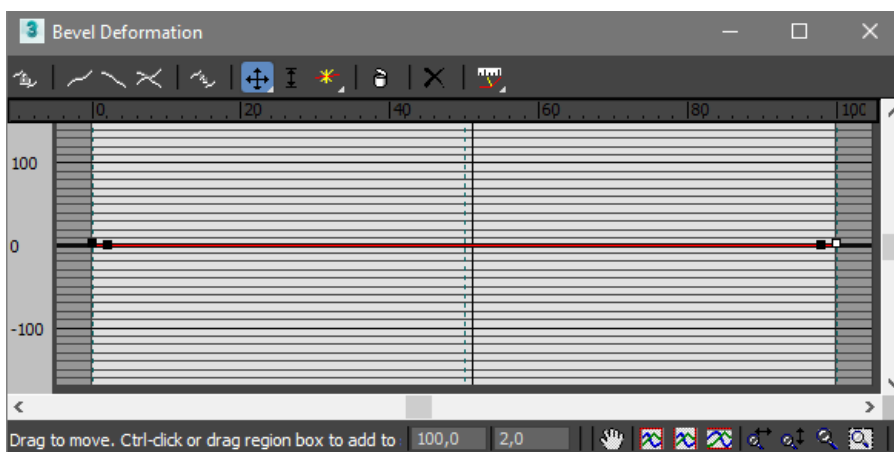 3 Bevel Deformation
0 20 40 60 80 100
100
0
-100
Drag to move. Ctrl-click or drag region box to add to 100,0 2,0